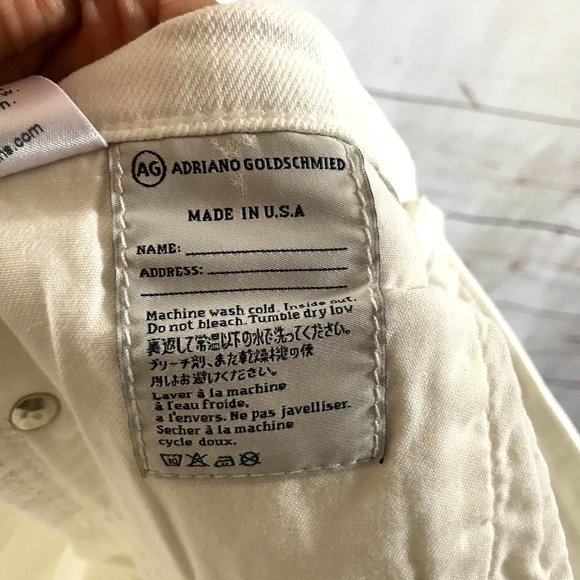 w.
n.
ns.com
AG ADRIANO GOLDSCHMIED
MADE IN U.S.A
NAME:
ADDRESS:
Machine wash cold. Inside out.
Do not bleach. Tumble dry low
裏返して常温以下の水で洗ってください。
ブリーチ剤、また乾燥機の使
用はお避けください。
Laver à la machine
à l'eau froide,
a l'envers. Ne pas javelliser.
Secher à la machine
cycle doux.
30